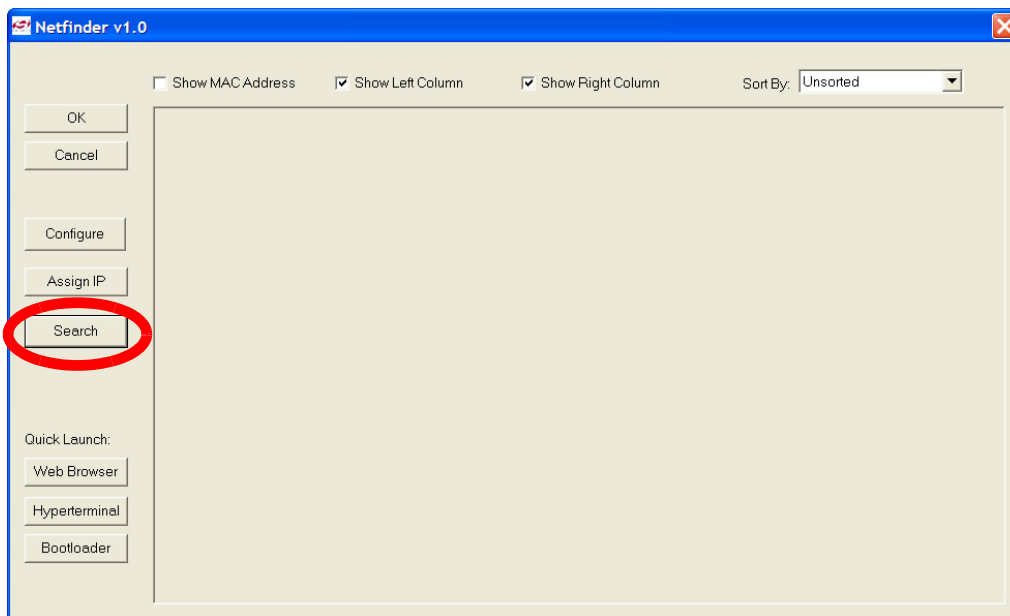 Netfinder v1.0
Show MAC Address Show Left Column Show Right Column Sort By: Unsorted
OK
Cancel
Configure
Assign IP
Search
Quick Launch:
Web Browser
Hyperterminal
Bootloader